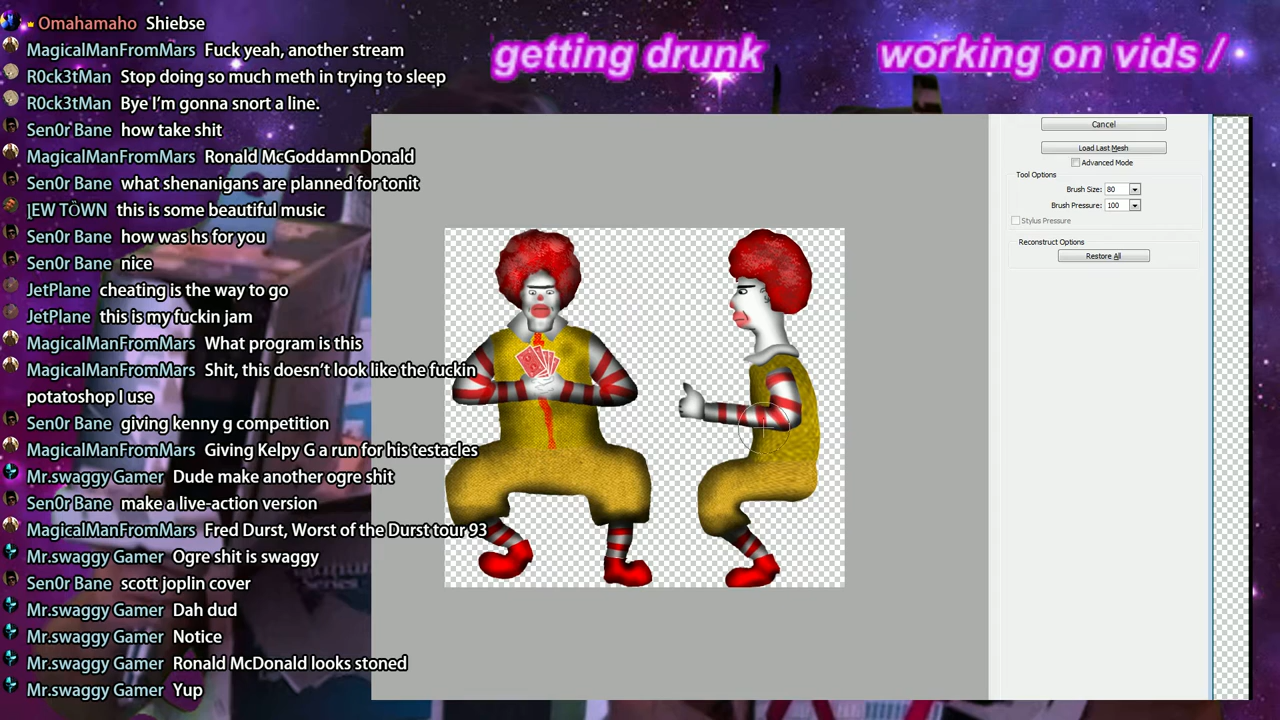 Omahamaho Shiebse
getting drunk working on vids /
MagicalManFromMars Fuck yeah, another stream
R0ck3tMan Stop doing so much meth in trying to sleep
R0ck3tMan Bye I'm gonna snort a line.
Sen0r Bane how take shit
MagicalManFromMars Ronald McGoddamnDonald
Sen0r Bane what shenanigans are planned for tonit
]EW TȌWN this is some beautiful music
Sen0r Bane how was hs for you
Sen0r Bane nice
JetPlane cheating is the way to go
JetPlane this is my fuckin jam
MagicalManFromMars What program is this
MagicalManFromMars Shit, this doesn't look like the fuckin
potatoshop I use
Sen0r Bane giving kenny g competition
MagicalManFromMars Giving Kelpy G a run for his testacles
Mr.swaggy Gamer Dude make another ogre shit
Sen0r Bane make a live-action version
MagicalManFromMars Fred Durst, Worst of the Durst tour 93
Mr.swaggy Gamer Ogre shit is swaggy
Sen0r Bane scott joplin cover
Mr.swaggy Gamer Dah dud
Mr.swaggy Gamer Notice
Mr.swaggy Gamer Ronald McDonald looks stoned
Mr.swaggy Gamer Yup
Cancel
Load Last Mesh
Advanced Mode
Tool Options
Brush Size: 80
Brush Pressure: 100
Stylus Pressure
Reconstruct Options
Restore All